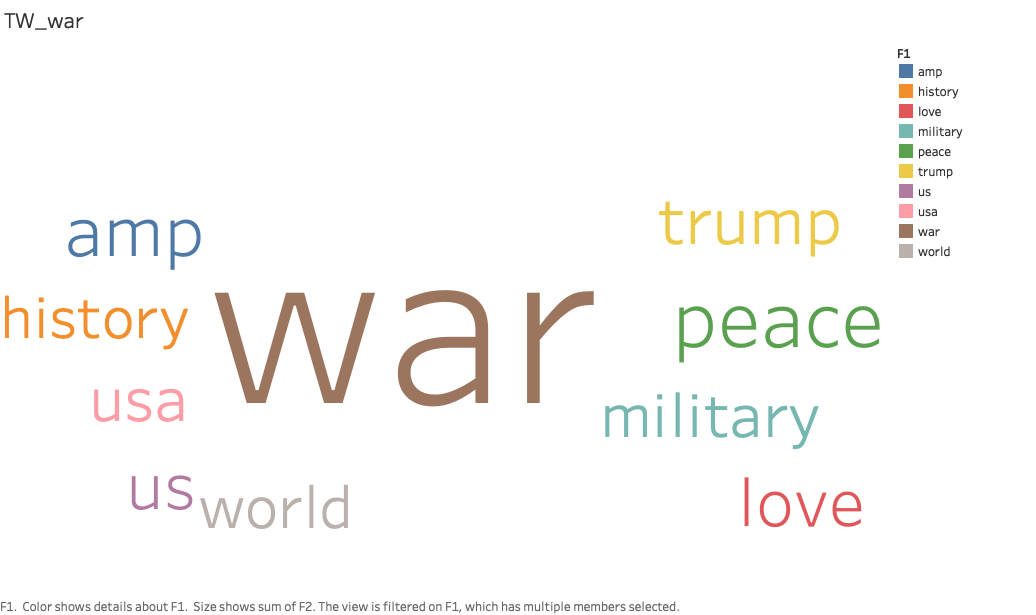 TW_war
F1
amp
history
love
military
peace
trump
us
usa
war
world
amp
trump
history
war
peace
usa
military
us
world
love
F1. Color shows details about F1. Size shows sum of F2. The view is filtered on F1, which has multiple members selected.